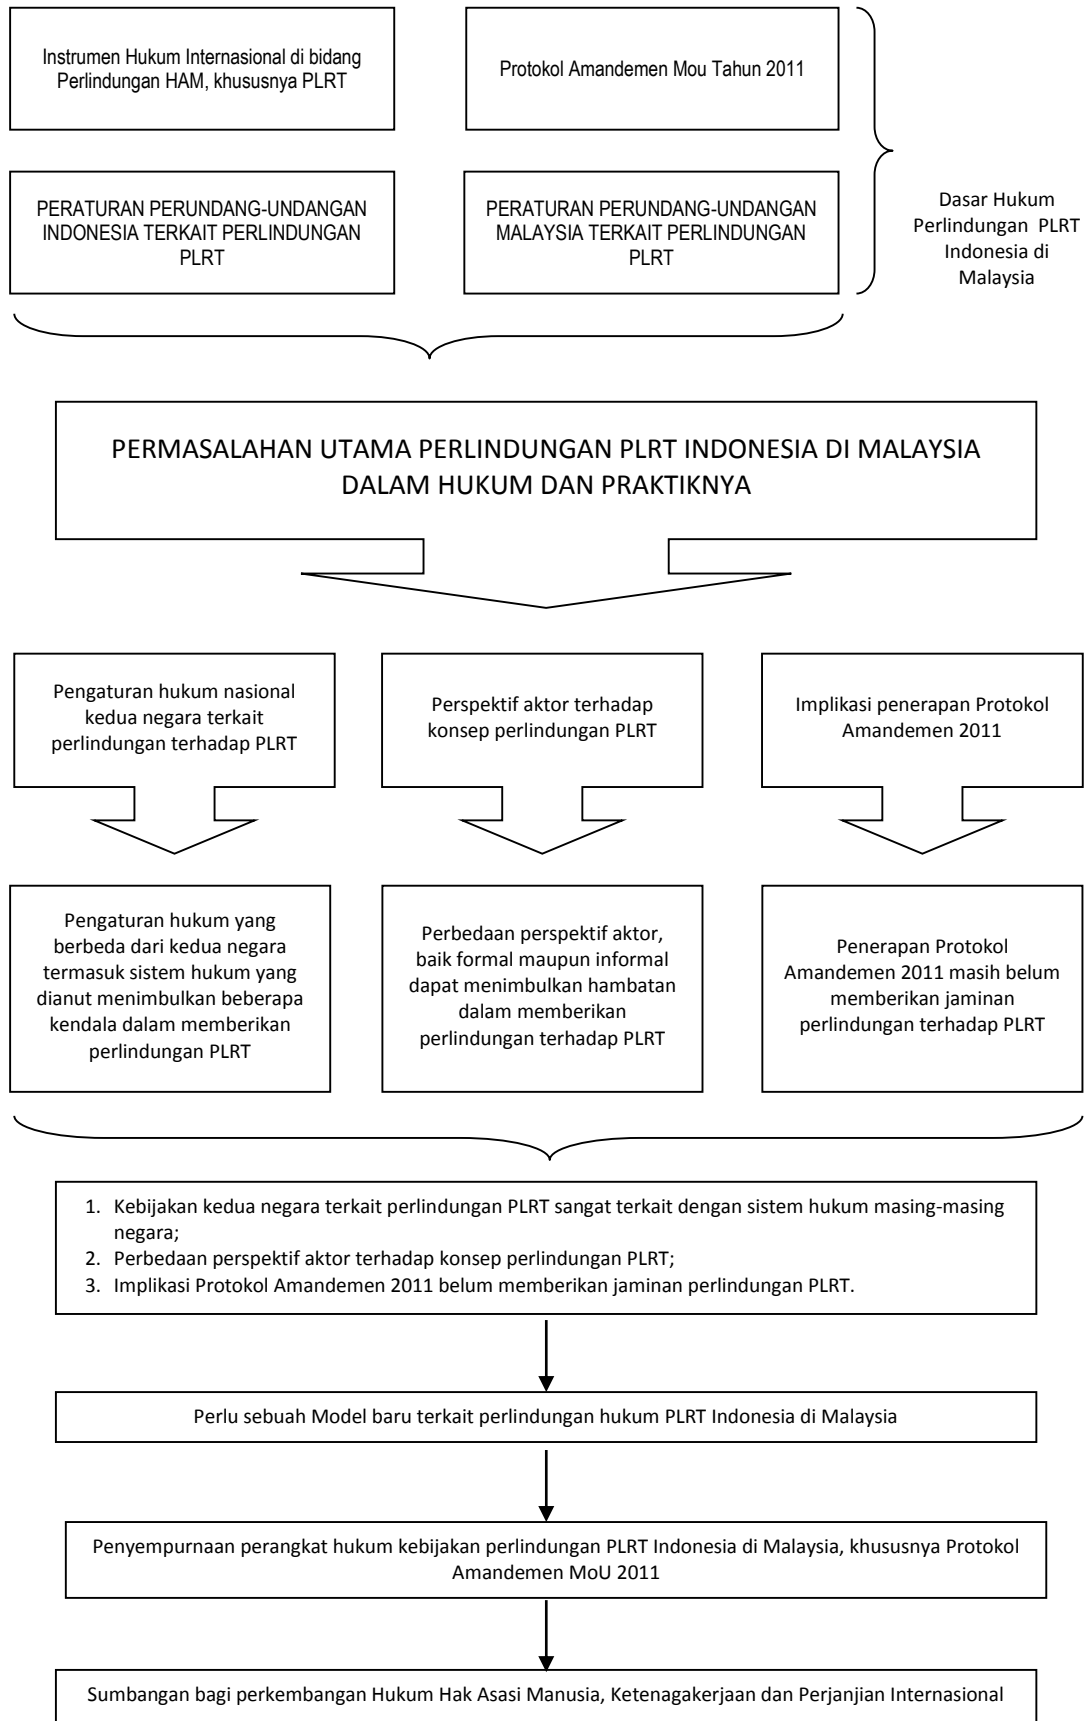 Instrumen Hukum Internasional di bidang
Perlindungan HAM, khususnya PLRT
Protokol Amandemen Mou Tahun 2011
PERATURAN PERUNDANG-UNDANGAN
INDONESIA TERKAIT PERLINDUNGAN
PLRT
PERATURAN PERUNDANG-UNDANGAN
MALAYSIA TERKAIT PERLINDUNGAN
PLRT
Dasar Hukum
Perlindungan PLRT
Indonesia di
Malaysia
PERMASALAHAN UTAMA PERLINDUNGAN PLRT INDONESIA DI MALAYSIA
DALAM HUKUM DAN PRAKTIKNYA
Pengaturan hukum nasional
kedua negara terkait
perlindungan terhadap PLRT
Perspektif aktor terhadap
konsep perlindungan PLRT
Implikasi penerapan Protokol
Amandemen 2011
Pengaturan hukum yang
berbeda dari kedua negara
termasuk sistem hukum yang
dianut menimbulkan beberapa
kendala dalam memberikan
perlindungan PLRT
Perbedaan perspektif aktor,
baik formal maupun informal
dapat menimbulkan hambatan
dalam memberikan
perlindungan terhadap PLRT
Penerapan Protokol
Amandemen 2011 masih belum
memberikan jaminan
perlindungan terhadap PLRT
1. Kebijakan kedua negara terkait perlindungan PLRT sangat terkait dengan sistem hukum masing-masing
negara;
2. Perbedaan perspektif aktor terhadap konsep perlindungan PLRT;
3. Implikasi Protokol Amandemen 2011 belum memberikan jaminan perlindungan PLRT.
Perlu sebuah Model baru terkait perlindungan hukum PLRT Indonesia di Malaysia
Penyempurnaan perangkat hukum kebijakan perlindungan PLRT Indonesia di Malaysia, khususnya Protokol
Amandemen MoU 2011
Sumbangan bagi perkembangan Hukum Hak Asasi Manusia, Ketenagakerjaan dan Perjanjian Internasional